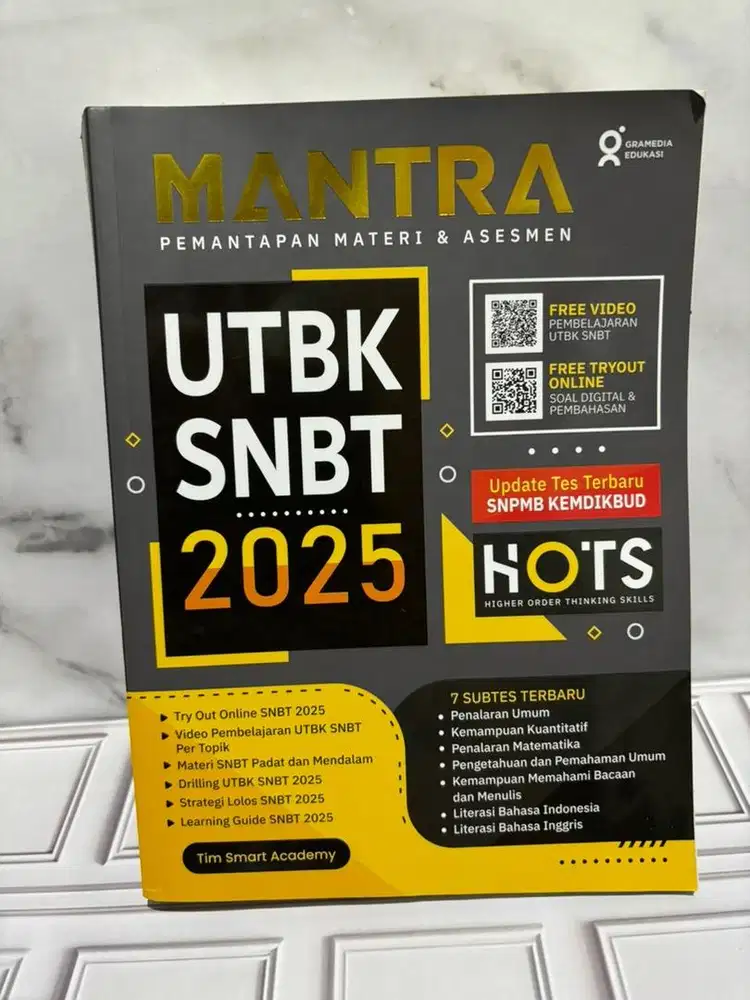 MANTRA
PEMANTAPAN MATERI & ASESMEN
GRAMEDIA
EDUKASI
UTBK
SNBT
2025
FREE VIDEO
PEMBELAJARAN
UTBK SNBT
FREE TRYOUT
ONLINE
SOAL DIGITAL &
PEMBAHASAN
Update Tes Terbaru
SNPMB KEMDIKBUD
HOTS
HIGHER ORDER THINKING SKILLS
Try Out Online SNBT 2025
Video Pembelajaran UTBK SNBT
Per Topik
Materi SNBT Padat dan Mendalam
Drilling UTBK SNBT 2025
Strategi Lolos SNBT 2025
Learning Guide SNBT 2025
Tim Smart Academy
7 SUBTES TERBARU
Penalaran Umum
Kemampuan Kuantitatif
Penalaran Matematika
Pengetahuan dan Pemahaman Umum
Kemampuan Memahami Bacaan
dan Menulis
Literasi Bahasa Indonesia
Literasi Bahasa Inggris